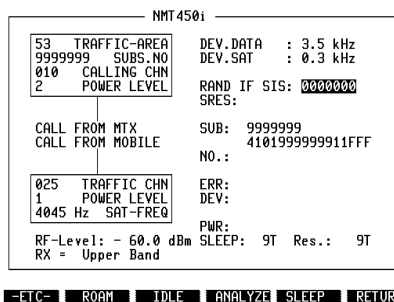 NMT450i
53 TRAFFIC-AREA DEV.DATA : 3.5 kHz
9999999 SUBS.NO DEV.SAT : 0.3 kHz
010 CALLING CHN
2 POWER LEVEL RAND IF SIS: 0000000
SRES:
CALL FROM MTX SUB: 9999999
CALL FROM MOBILE 4101999999911FFF
NO.:
025 TRAFFIC CHN ERR:
1 POWER LEVEL DEV:
4045 Hz SAT-FREQ
PWR:
RF-Level: - 60.0 dBm SLEEP: 9T Res.: 9T
RX = Upper Band
-ETC- ROAM IDLE ANALYZE SLEEP RETUR